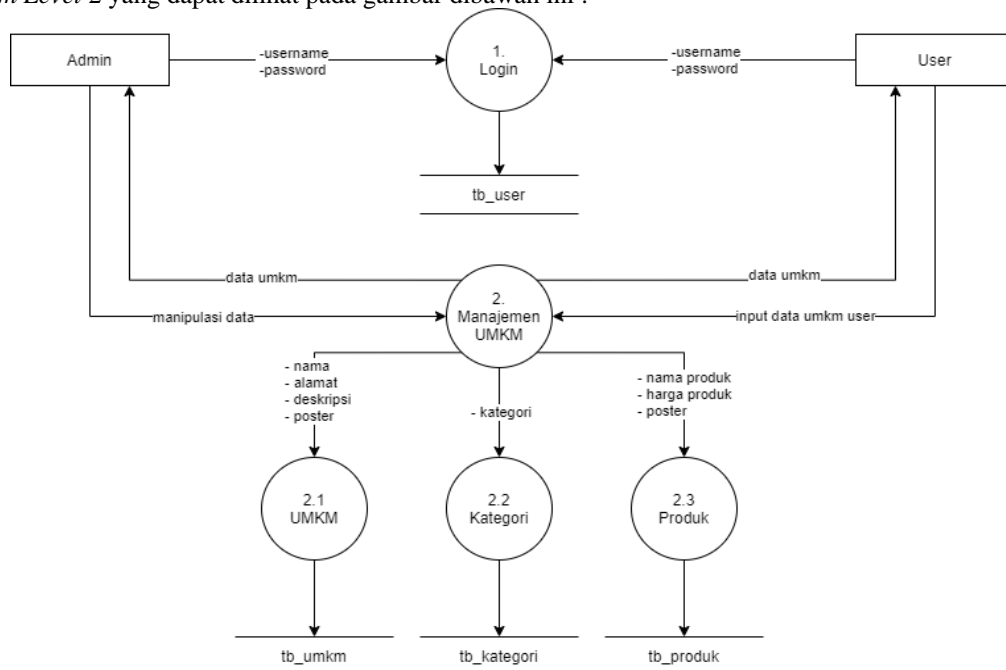 m Level 2 yang dapat dilihat pada gambar dibawah ini :
Admin
-username
-password
1.
Login
-username
-password
User
tb_user
data umkm
data umkm
manipulasi data
2.
Manajemen
UMKM
input data umkm user
- nama
- alamat
- deskripsi
- poster
- kategori
- nama produk
- harga produk
- poster
2.1
UMKM
2.2
Kategori
2.3
Produk
tb_umkm
tb_kategori
tb_produk